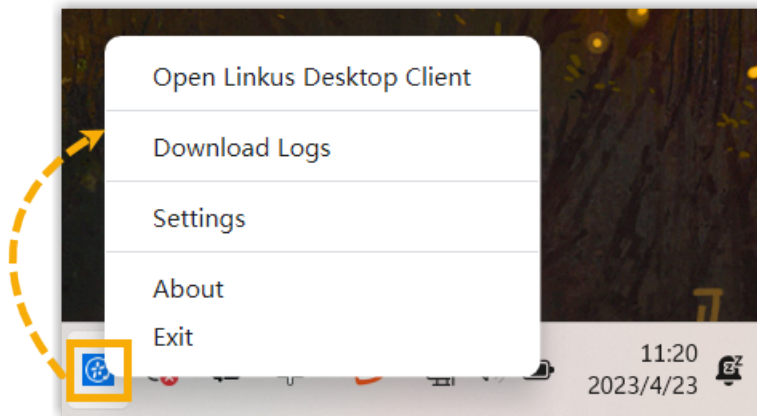 Open Linkus Desktop Client
Download Logs
Settings
About
Exit
11:20
2023/4/23